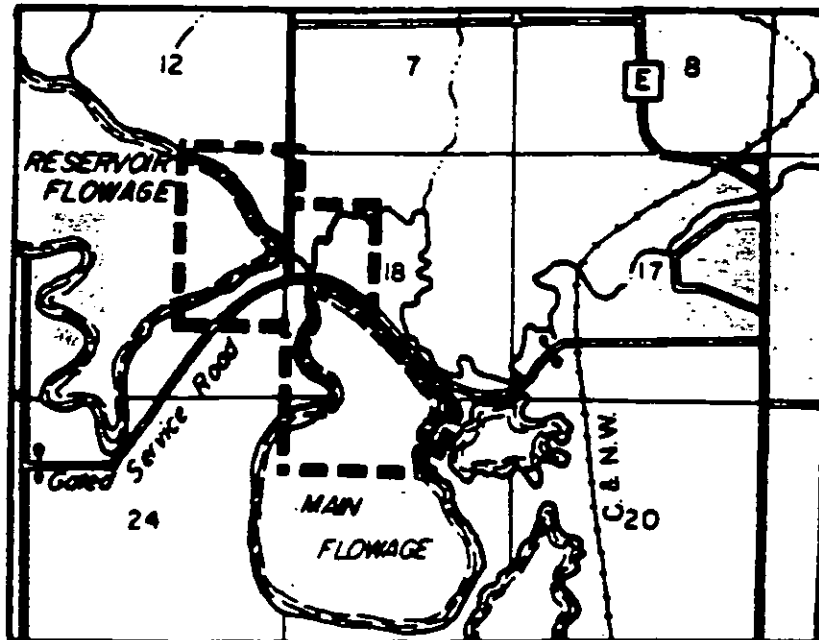 12
7
8
E
RESERVOIR
FLOWAGE
18
17
Gated Service Road
24
MAIN
FLOWAGE
C. & N.W.
20